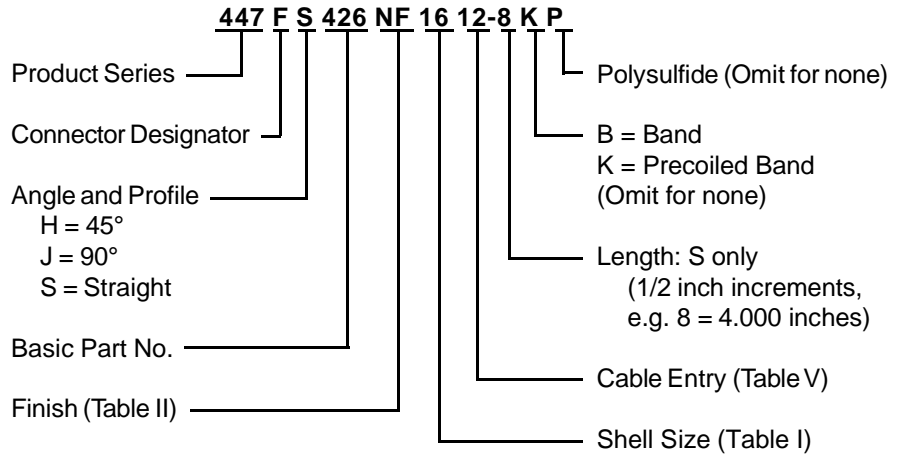 447 F S 426 NF 16 12-8 K P
Product Series
Connector Designator
Angle and Profile
H = 45°
J = 90°
S = Straight
Basic Part No.
Finish (Table II)
Polysulfide (Omit for none)
B = Band
K = Precoiled Band
(Omit for none)
Length: S only
(1/2 inch increments,
e.g. 8 = 4.000 inches)
Cable Entry (Table V)
Shell Size (Table I)